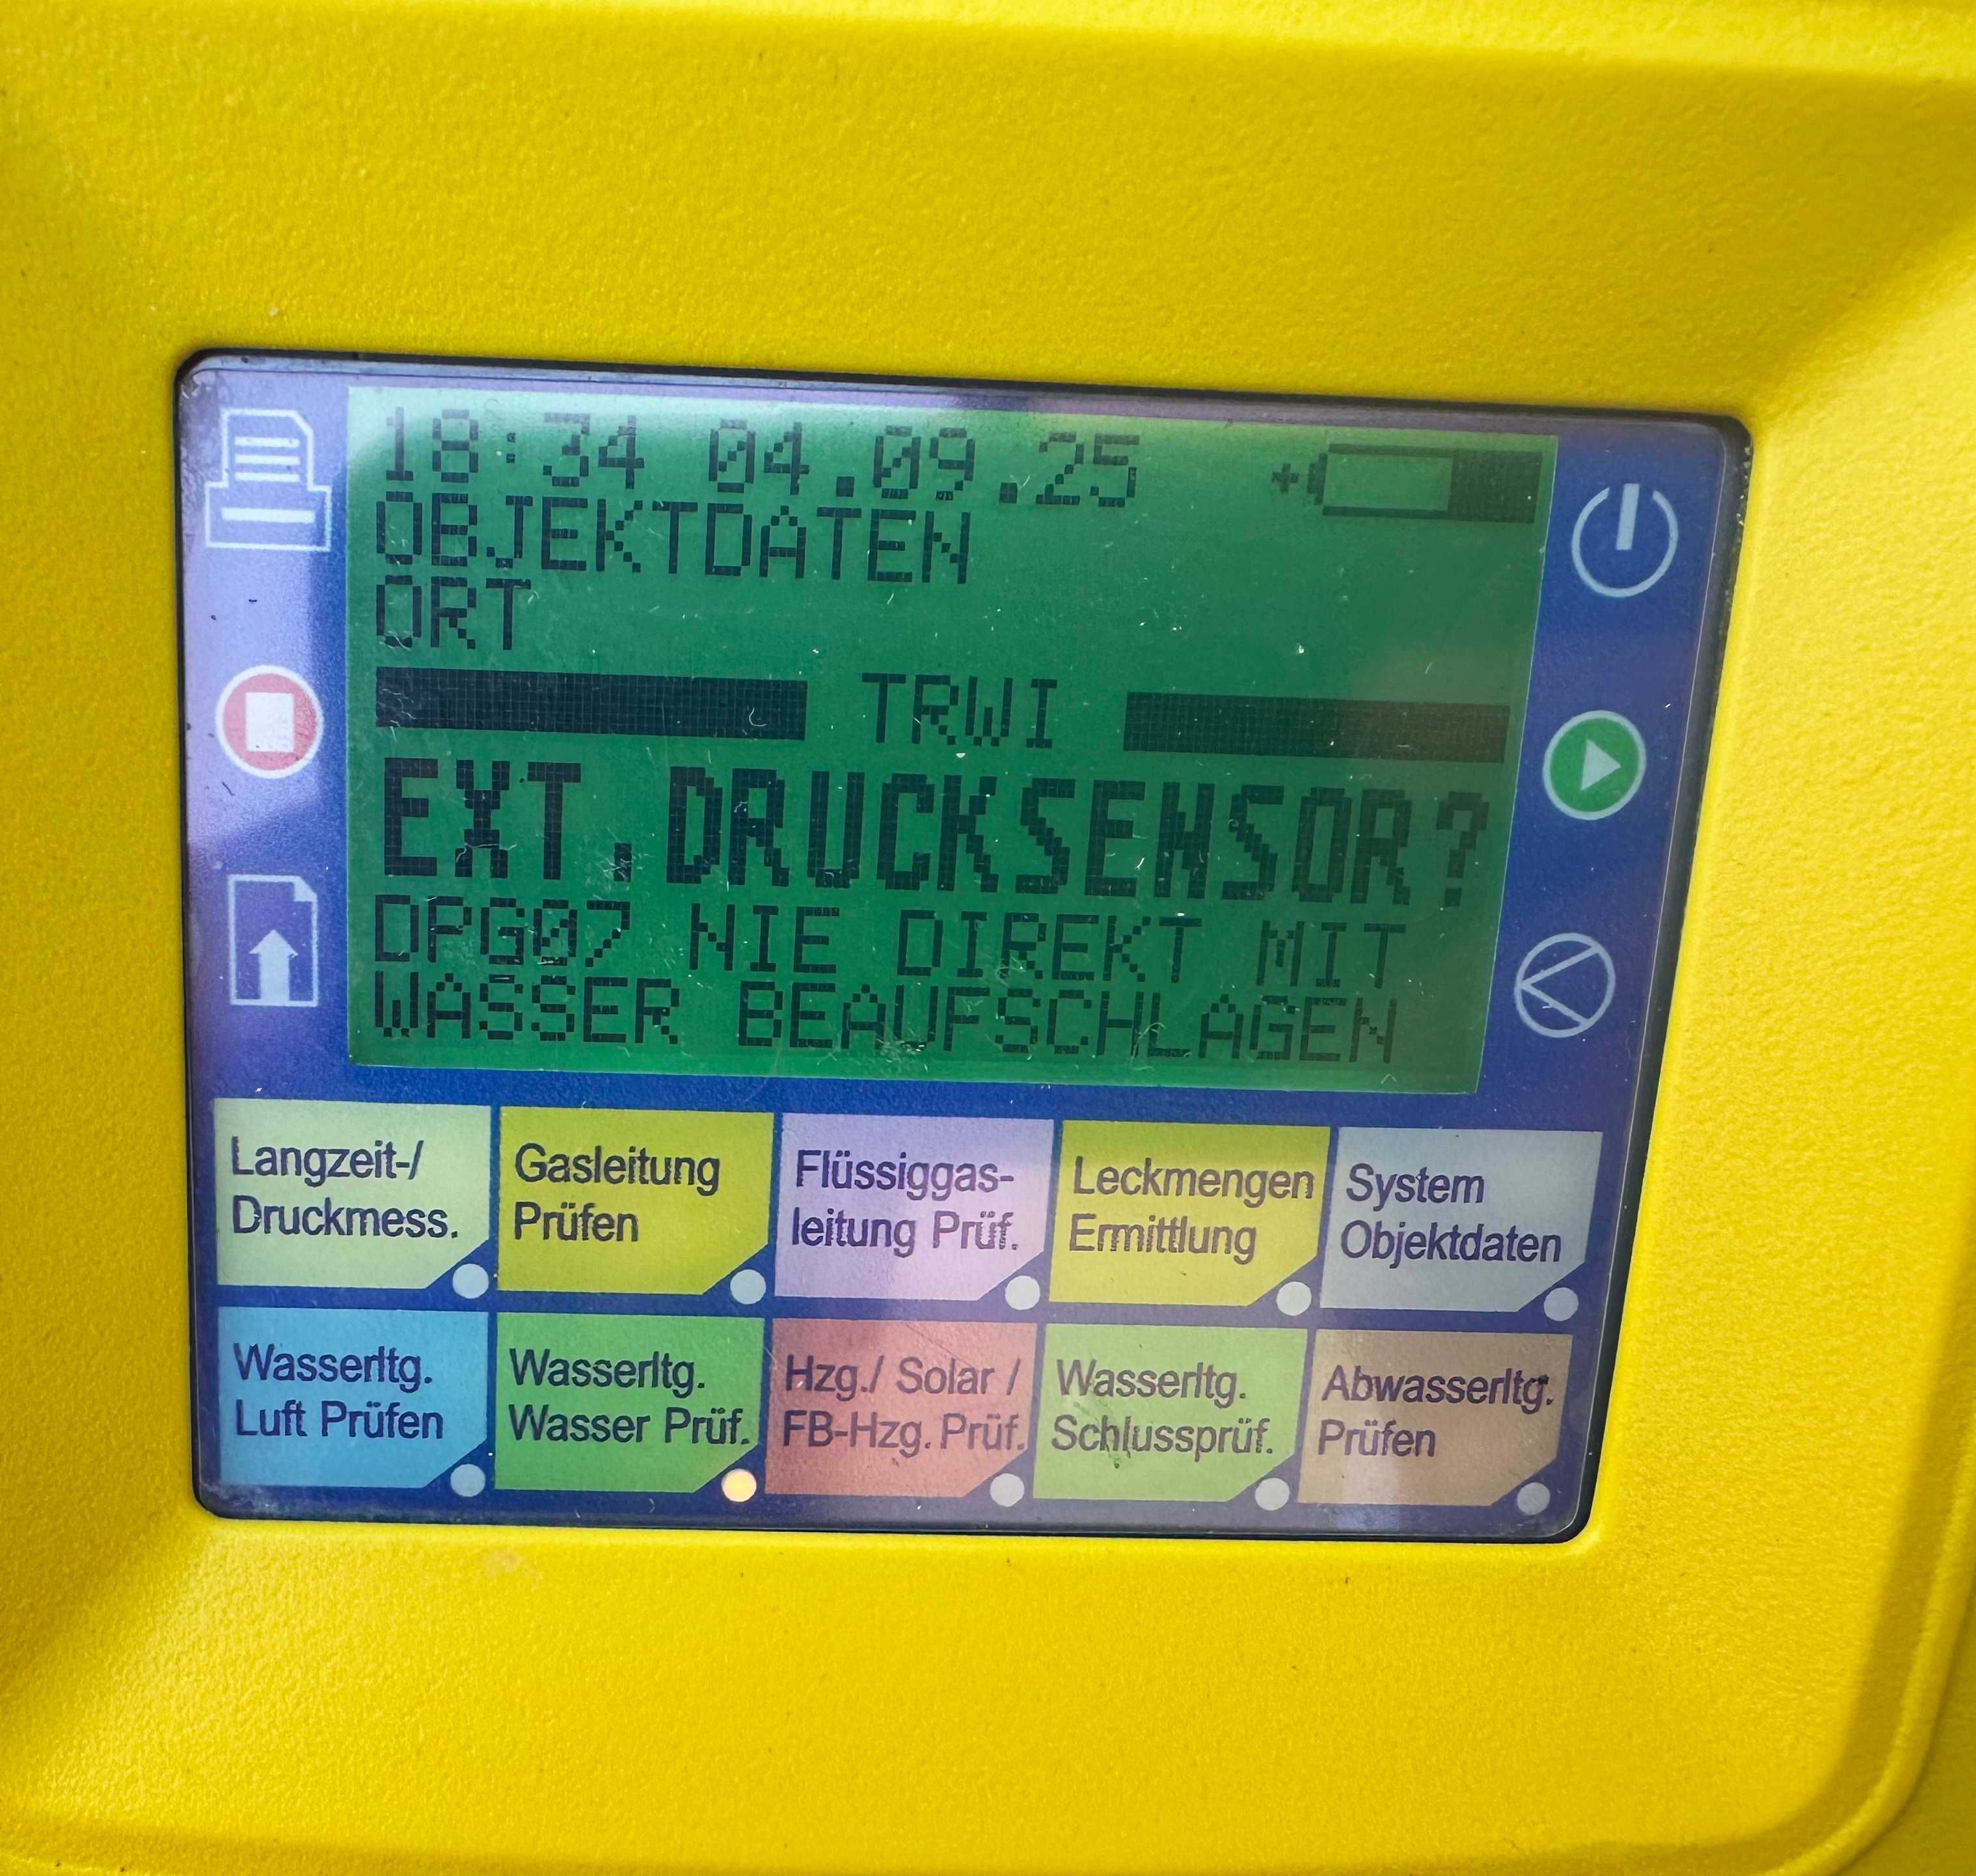 18:34 04.09.25
OBJEKTDATEN
ORT
TRWI
EXT.DRUCKSENSOR?
DPG07 NIE DIREKT MIT
WASSER BEAUFSCHLAGEN
Langzeit-/
Druckmess.
Gasleitung
Prüfen
Flüssiggas-
leitung Prüf.
Leckmengen
Ermittlung
System
Objektdaten
Wasserltg.
Luft Prüfen
Wasserltg.
Wasser Prüf.
Hzg./ Solar /
FB-Hzg. Prüf.
Wasserltg.
Schlussprüf.
Abwasserltg.
Prüfen